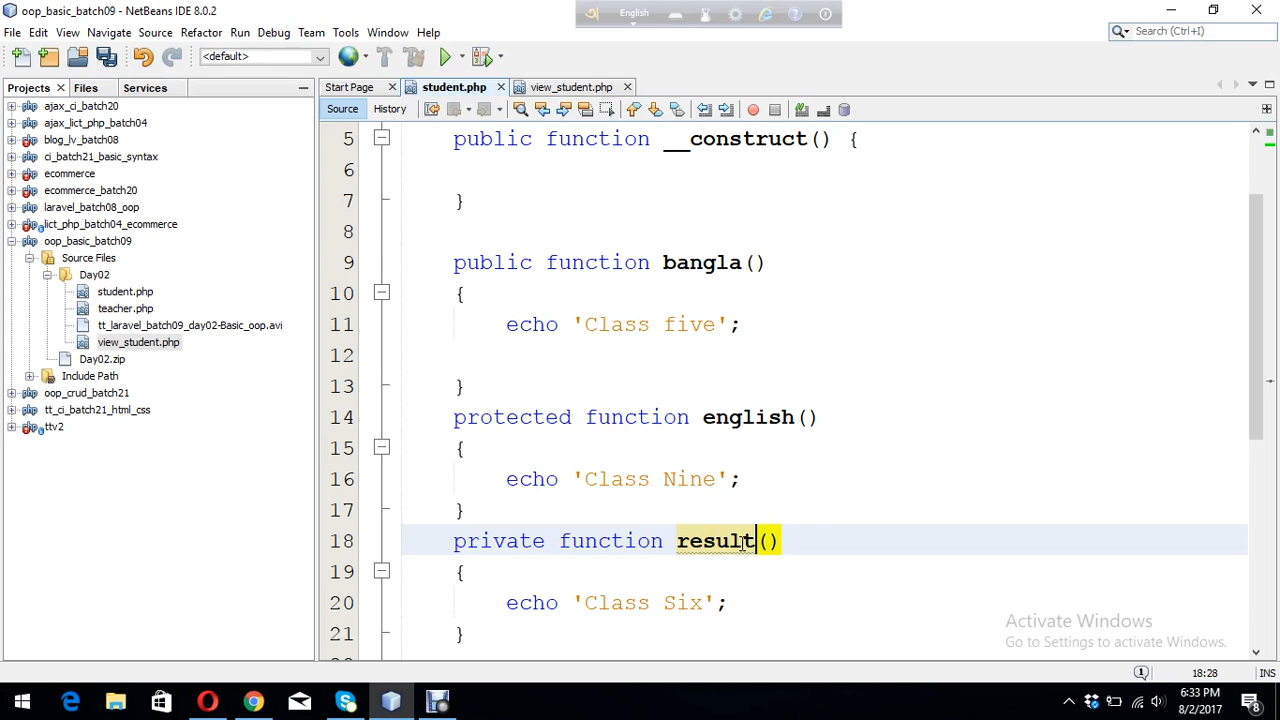 oop_basic_batch09 - NetBeans IDE 8.0.2
English
File Edit View Navigate Source Refactor Run Debug Team Tools Window Help
Search (Ctrl+I)
<default>
Projects Files Services
Start Page student.php view_student.php
Source History
ajax_ci_batch20
ajax_lict_php_batch04
blog_lv_batch08
ci_batch21_basic_syntax
ecommerce
ecommerce_batch20
laravel_batch08_oop
lict_php_batch04_ecommerce
oop_basic_batch09
Source Files
Day02
student.php
teacher.php
tt_laravel_batch09_day02-Basic_oop.avi
view_student.php
Day02.zip
Include Path
oop_crud_batch21
tt_ci_batch21_html_css
ttv2
5 public function __construct() {
6
7 }
8
9 public function bangla()
10 {
11 echo 'Class five';
12
13 }
14 protected function english()
15 {
16 echo 'Class Nine';
17 }
18 private function result()
19 {
20 echo 'Class Six';
21 }
Activate Windows
Go to Settings to activate Windows.
1 18:28 INS
6:33 PM
8/2/2017
8